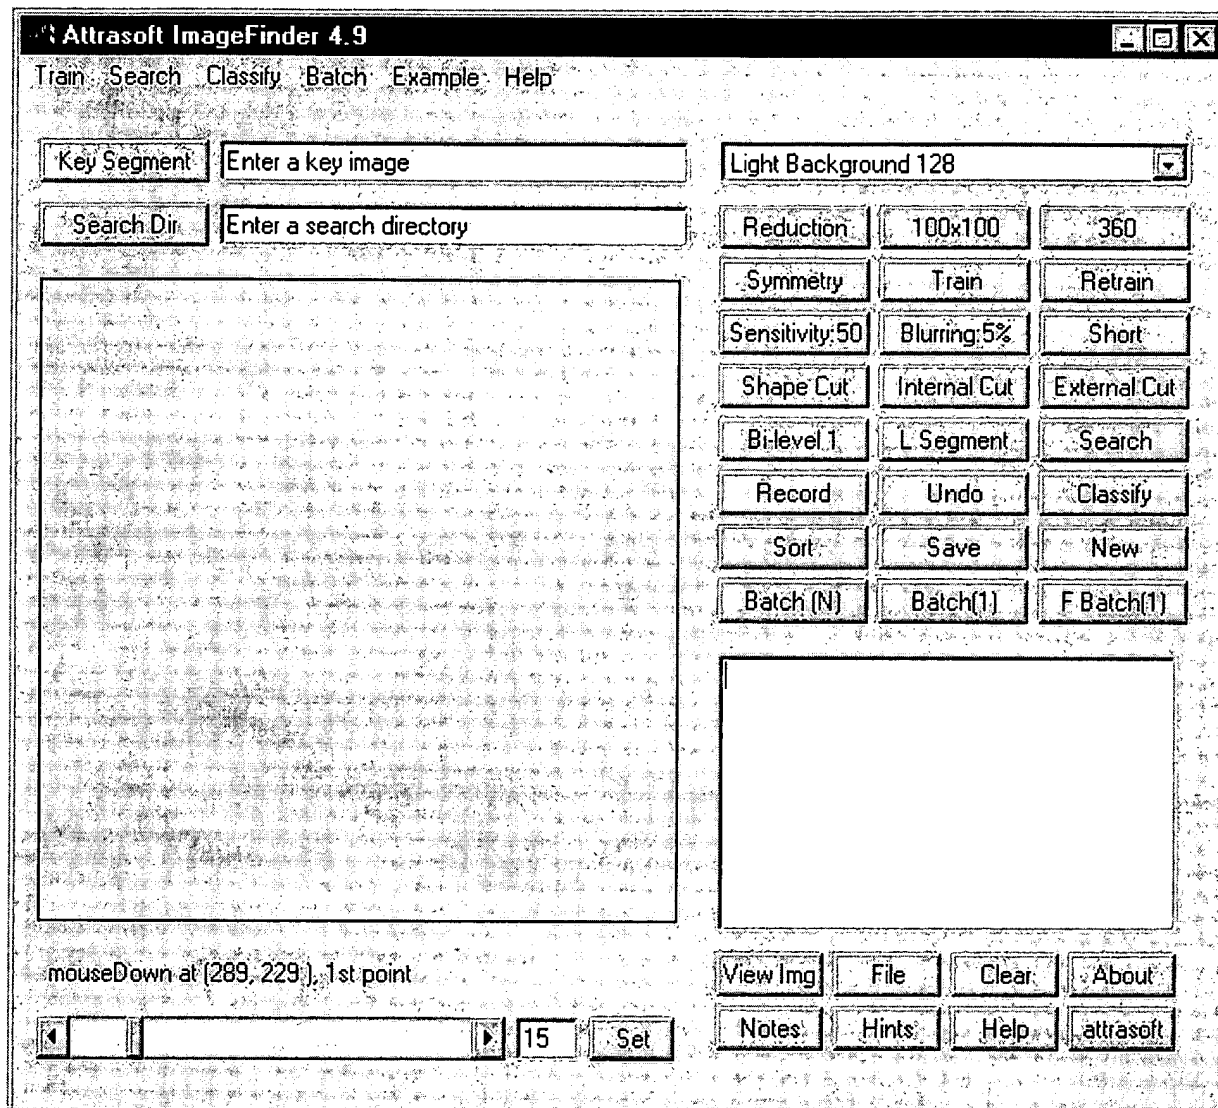 Attrasoft ImageFinder 4.9
Train Search Classify Batch Example Help
Key Segment Enter a key image Light Background 128
Search Dir Enter a search directory Reduction 100x100 360
Symmetry Train Retrain
Sensitivity:50 Blurring:5% Short
Shape Cut Internal Cut External Cut
Bi-level 1 L Segment Search
Record Undo Classify
Sort Save New
Batch (N) Batch(1) F Batch(1)
mouseDown at (289, 229 ), 1st point View Img File Clear About
15 Set Notes Hints Help attrasoft